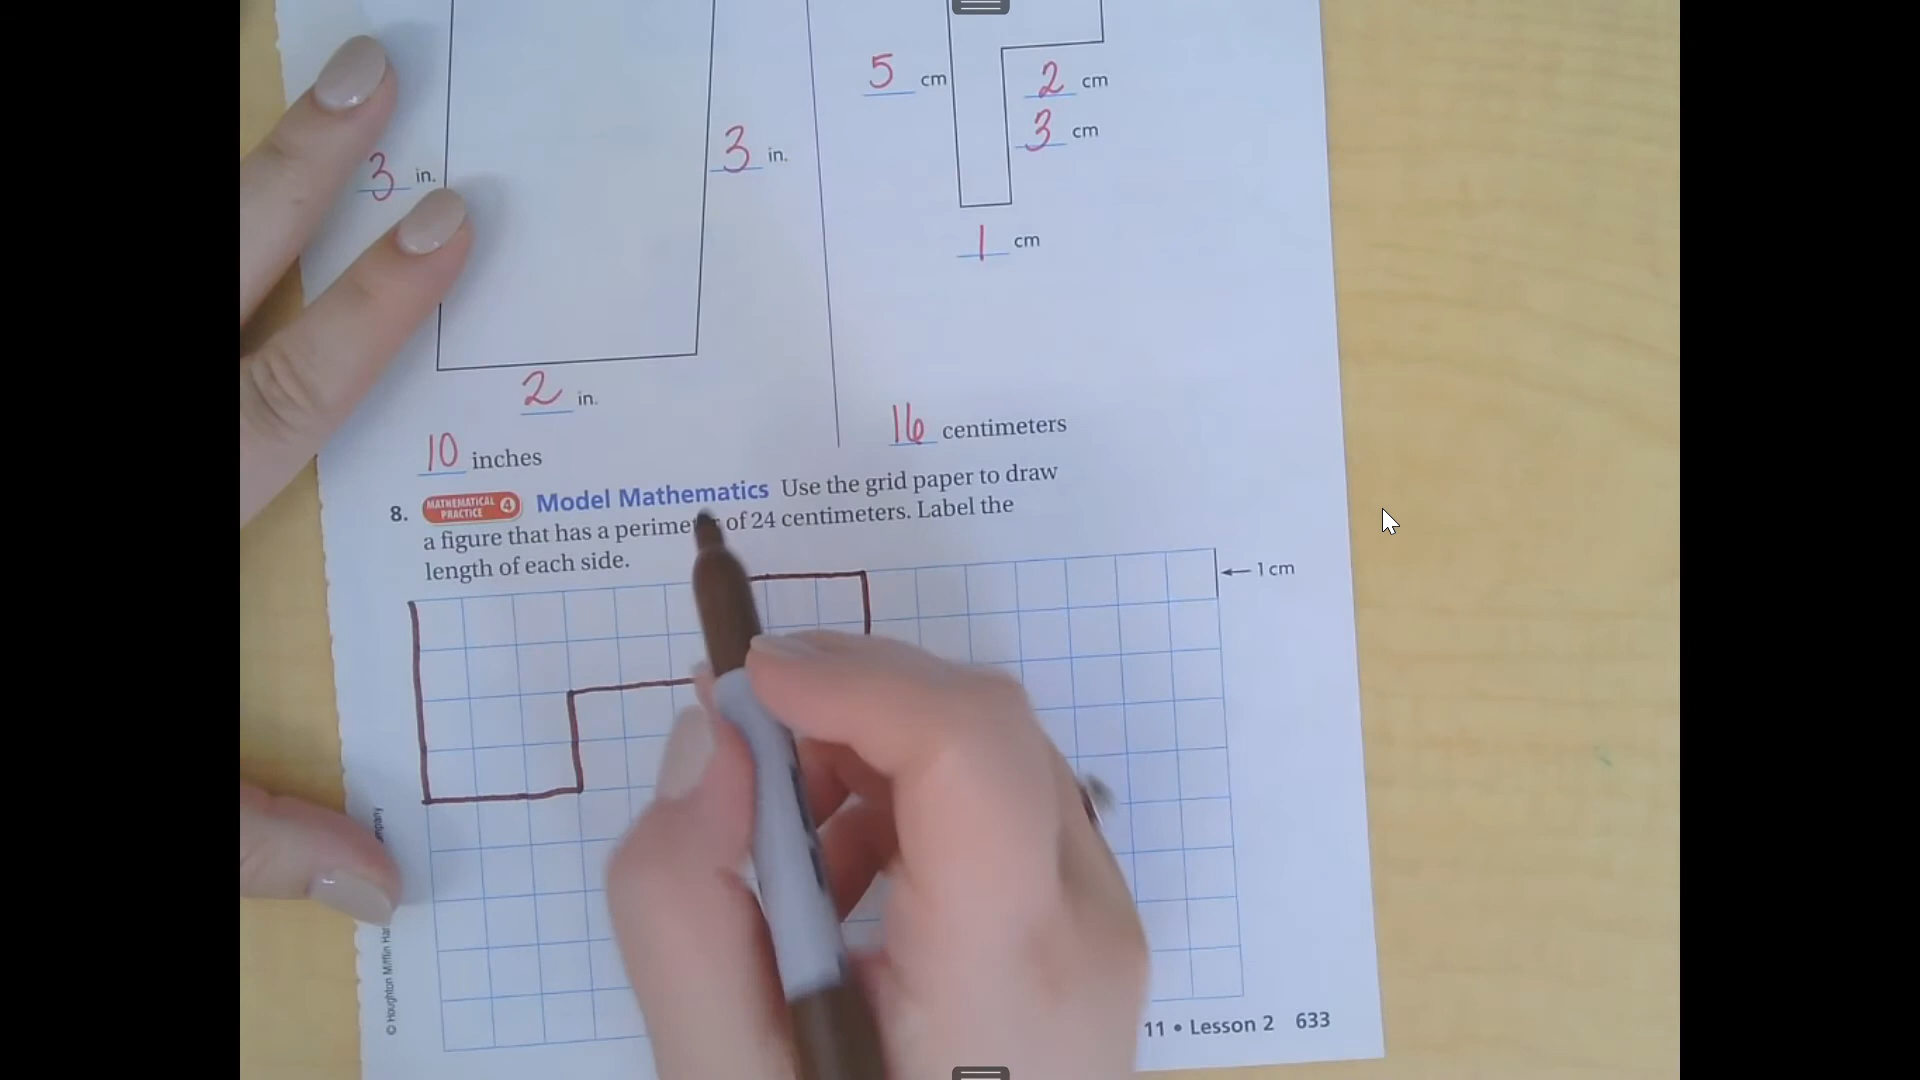 5 cm
2 cm
3 cm
3 in.
3 in.
1 cm
2 in.
10 inches
16 centimeters
8. MATHEMATICAL PRACTICE 4 Model Mathematics Use the grid paper to draw
a figure that has a perimeter of 24 centimeters. Label the
length of each side.
1 cm
© Houghton Mifflin
11 • Lesson 2 633